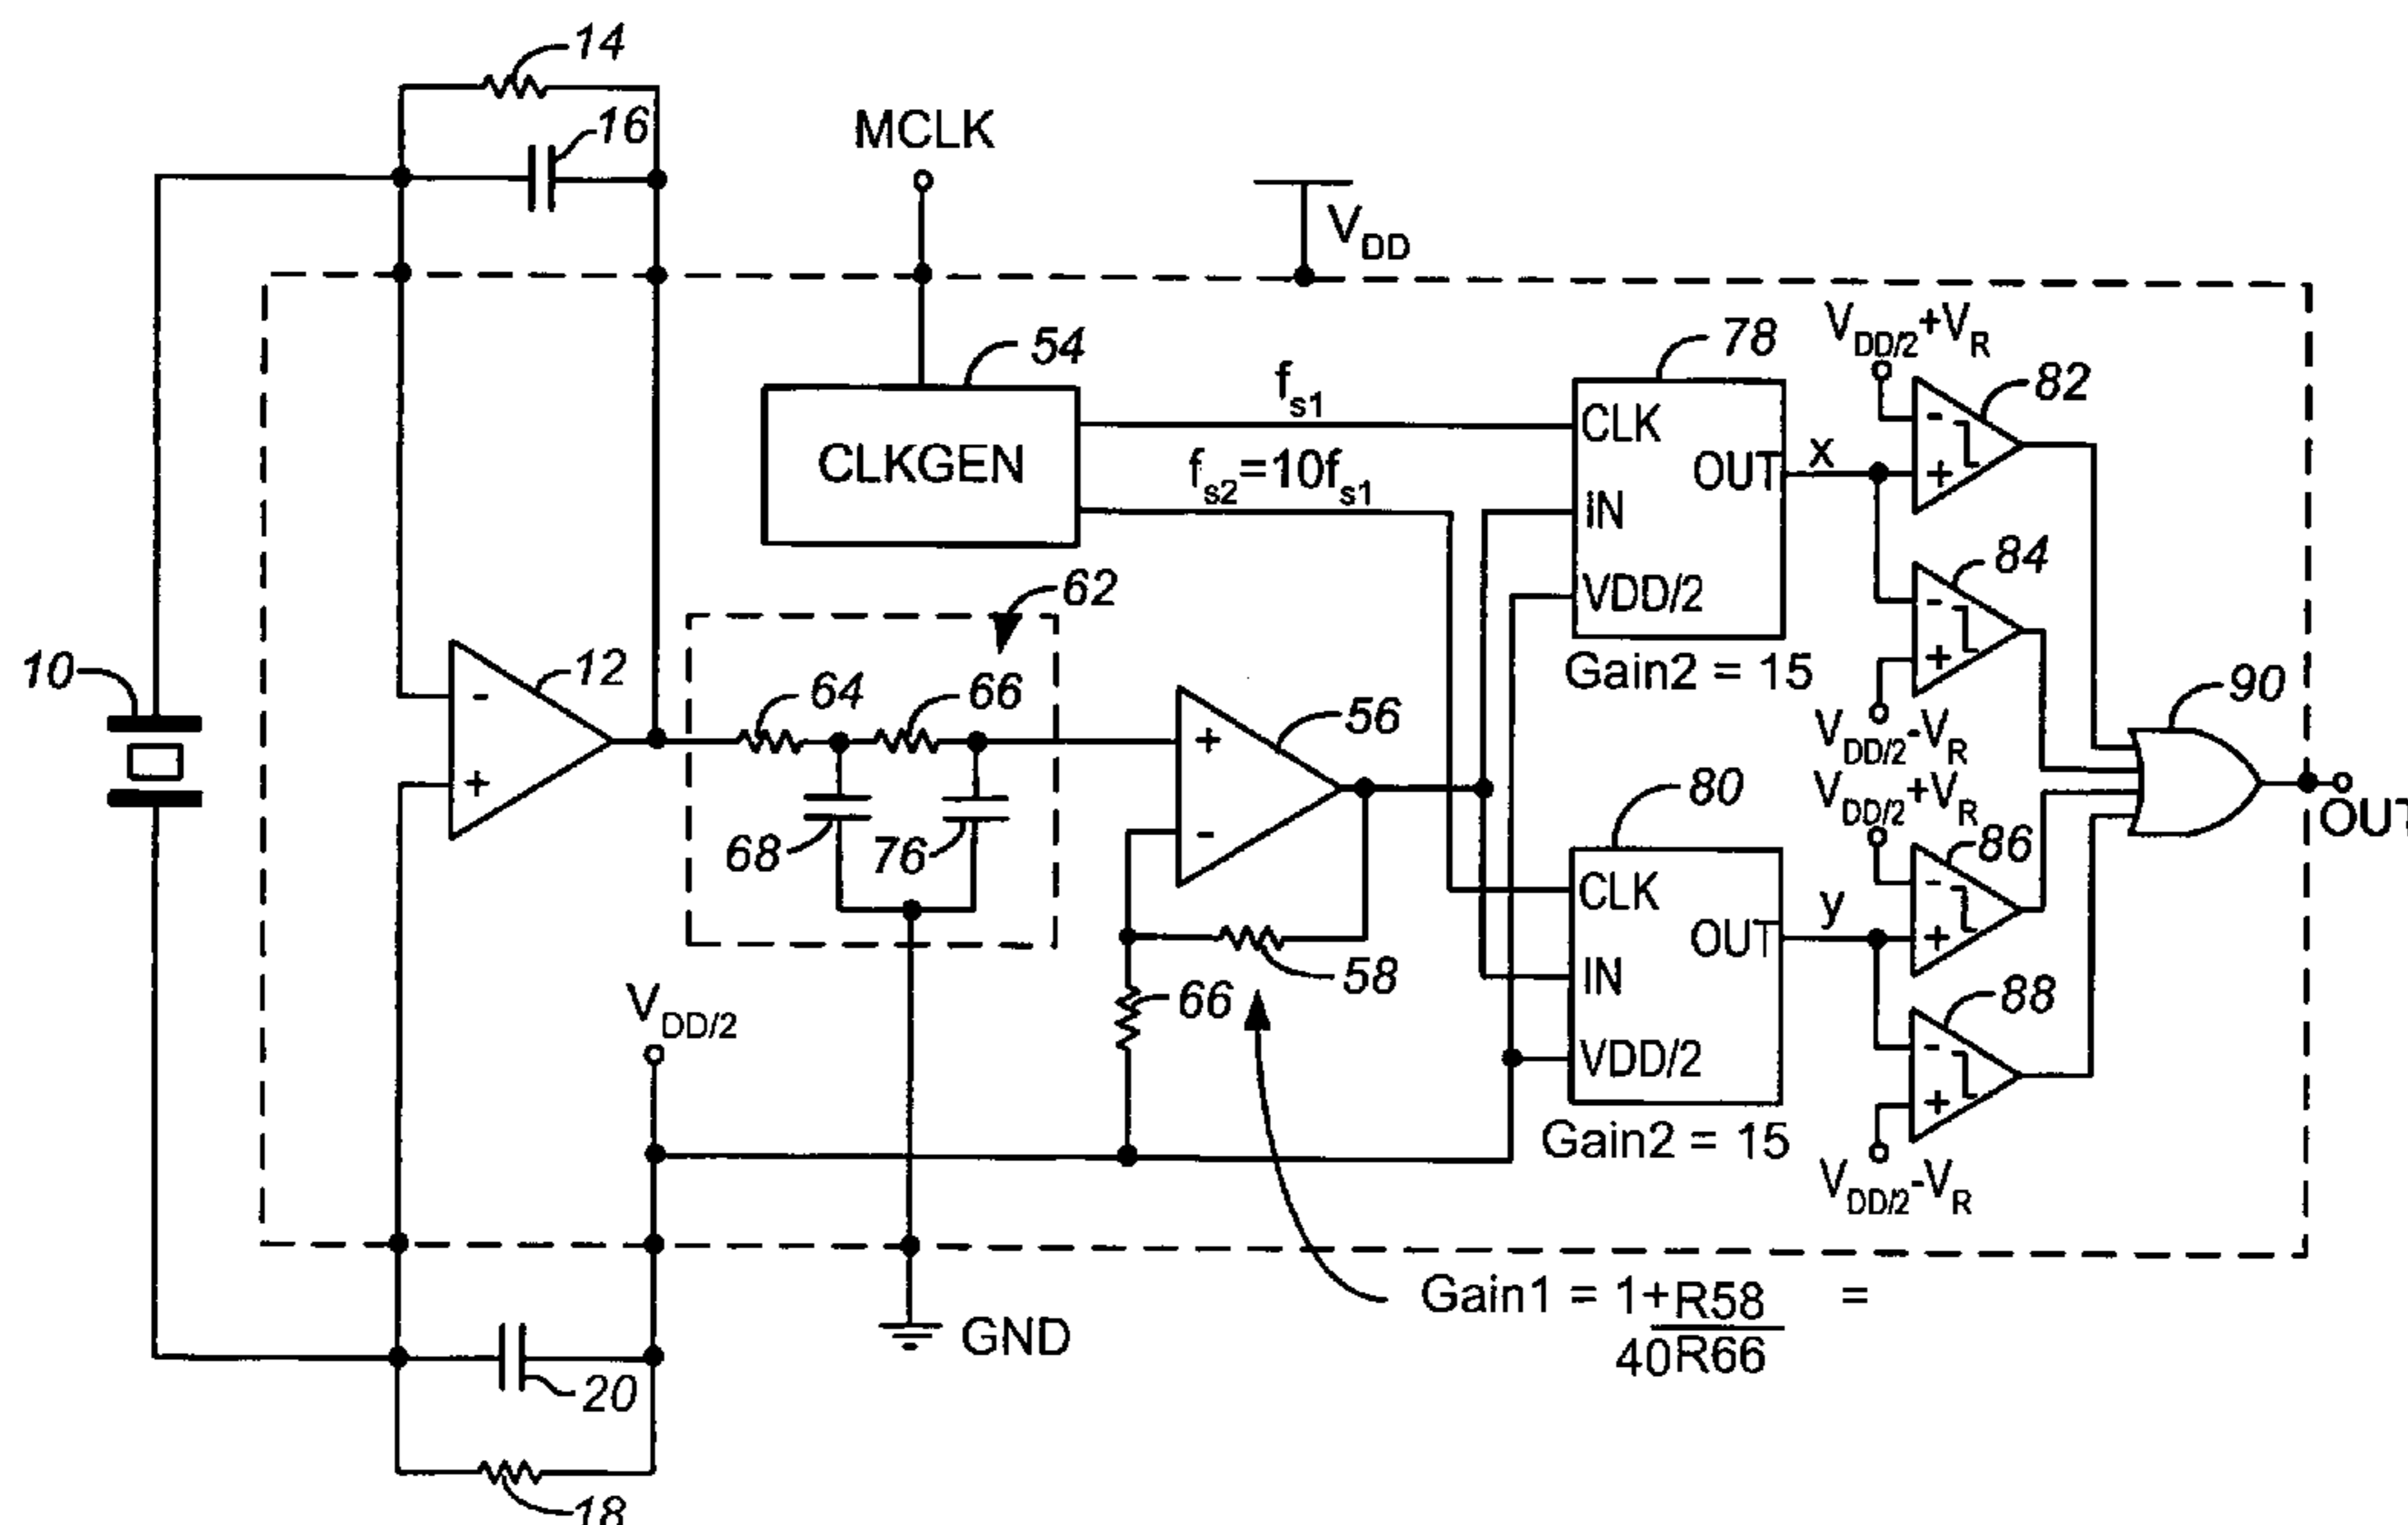 14
16
MCLK
VDD
54
CLKGEN
fs1
fs2=10fs1
78
CLK
IN
VDD/2
OUT
x
Gain2 = 15
VDD/2+VR
82
-
+
84
-
+
VDD/2-VR
VDD/2+VR
86
-
+
88
-
+
VDD/2-VR
90
OUT
10
12
-
+
62
64
66
68
76
56
+
-
58
66
80
CLK
IN
VDD/2
OUT
y
Gain2 = 15
VDD/2
GND
Gain1 = 1+R58 =
40R66
20
18